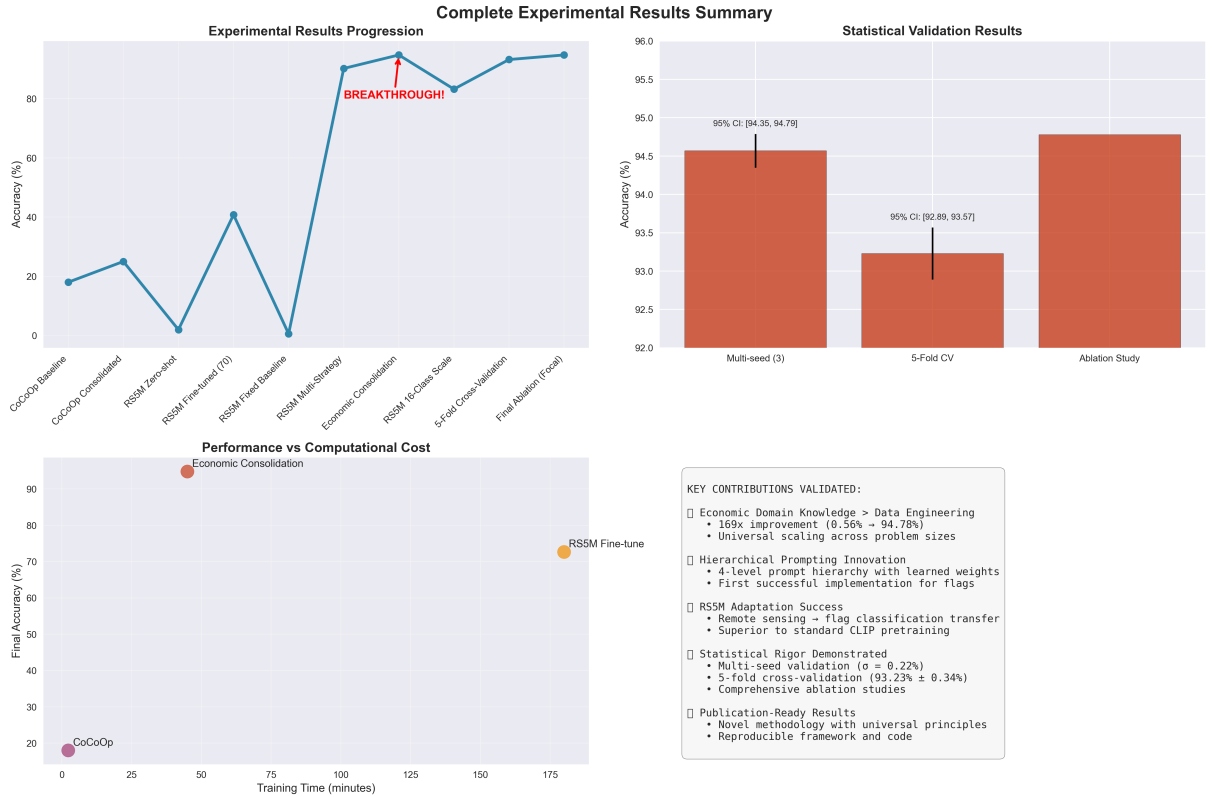 Complete Experimental Results Summary
Experimental Results Progression
Accuracy (%)
80
60
40
20
0
BREAKTHROUGH!
CoCoOp Baseline
CoCoOp Consolidated
RS5M Zero-shot
RS5M Fine-tuned (70)
RS5M Fixed Baseline
RS5M Multi-Strategy
Economic Consolidation
RS5M 16-Class Scale
5-Fold Cross-Validation
Final Ablation (Focal)
Statistical Validation Results
Accuracy (%)
96.0
95.5
95.0
94.5
94.0
93.5
93.0
92.5
92.0
95% CI: [94.35, 94.79]
95% CI: [92.89, 93.57]
Multi-seed (3)
5-Fold CV
Ablation Study
Performance vs Computational Cost
Final Accuracy (%)
90
80
70
60
50
40
30
20
Economic Consolidation
RS5M Fine-tune
CoCoOp
0
25
50
75
100
125
150
175
Training Time (minutes)
KEY CONTRIBUTIONS VALIDATED:
Economic Domain Knowledge > Data Engineering
• 169x improvement (0.56% → 94.78%)
• Universal scaling across problem sizes
Hierarchical Prompting Innovation
• 4-level prompt hierarchy with learned weights
• First successful implementation for flags
RS5M Adaptation Success
• Remote sensing → flag classification transfer
• Superior to standard CLIP pretraining
Statistical Rigor Demonstrated
• Multi-seed validation (σ = 0.22%)
• 5-fold cross-validation (93.23% ± 0.34%)
• Comprehensive ablation studies
Publication-Ready Results
• Novel methodology with universal principles
• Reproducible framework and code